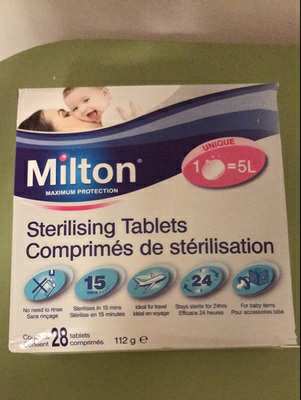 Milton®
MAXIMUM PROTECTION
UNIQUE
1 =5L
Sterilising Tablets
Comprimés de stérilisation
15
24
No need to rinse
Sans rinçage
Sterilises in 15 mins
Stérilise en 15 minutes
Ideal for travel
Idéal en voyage
Stays sterile for 24hrs
Efficace 24 heures
For baby items
Pour accessoires bébé
28 tablets
comprimés
112 g e